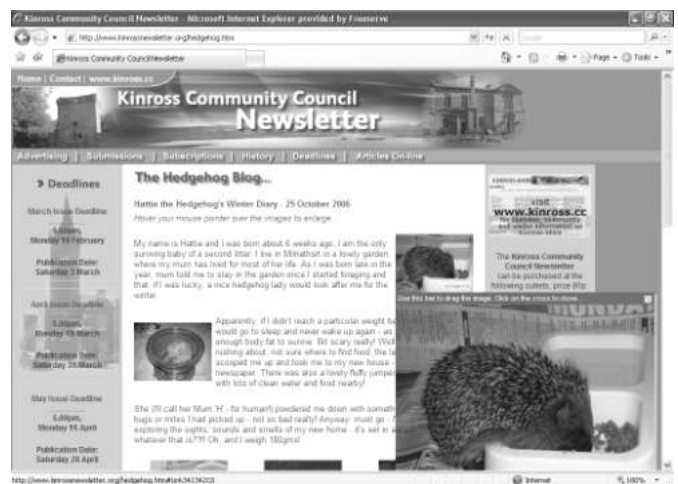 Kinross Community Council Newsletter - Microsoft Internet Explorer provided by Freeserve
http://www.kinrossnewsletter.org/hedgehog.htm
Kinross Community Council Newsletter
Page
Tools
Home | Contact | www.kinross.cc
Kinross Community Council
Newsletter
Advertising | Submissions | Subscriptions | History | Deadlines | Articles On-line
Deadlines
March Issue Deadline
5.00pm,
Monday 19 February
Publication Date:
Saturday 3 March
April Issue Deadline
5.00pm,
Monday 19 March
Publication Date:
Saturday 31 March
May Issue Deadline
5.00pm,
Monday 16 April
Publication Date:
Saturday 28 April
The Hedgehog Blog...
Hattie the Hedgehog's Winter Diary - 25 October 2006
Hover your mouse pointer over the images to enlarge.
My name is Hattie and I was born about 6 weeks ago. I am the only
surviving baby of a second litter. I live in Milnathort in a lovely garden,
where my mum has lived for most of her life. As I was born late in the
year, mum told me to stay in the garden once I started foraging and
that, if I was lucky, a nice hedgehog lady would look after me for the
winter.
Apparently, if I didn't reach a particular weight b
would go to sleep and never wake up again - as
enough body fat to survive. Bit scary really! Well
rushing about, not sure where to find food, the la
scooped me up and took me to my new house -
newspaper. There was also a lovely fluffy jumper
with lots of clean water and food nearby!
She (I'll call her Mum 'H' - for human!) powdered me down with someth
bugs or mites I had picked up - not so bad really! Anyway, must go -
exploring the sights, sounds and smells of my new home - it's set in a
whatever that is??!! Oh, and I weigh 180gms!
visit
www.kinross.cc
The Kinross Community
Council Newsletter
can be purchased at the
following outlets, price 80p:
Use this bar to drag the image. Click on the cross to close.
http://www.kinrossnewsletter.org/hedgehog.htm#
Internet
100%